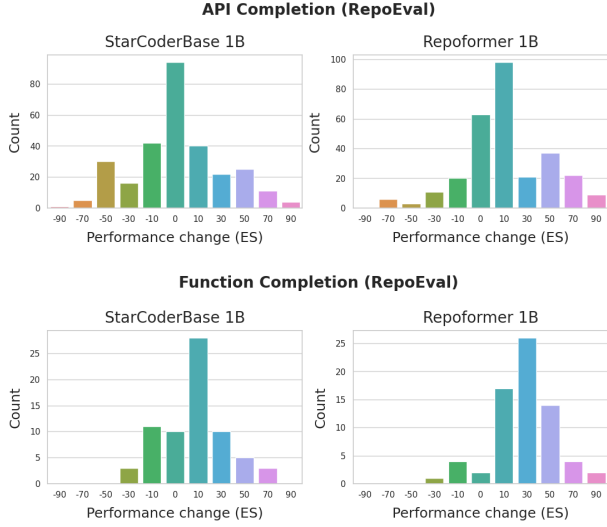 API Completion (RepoEval)
StarCoderBase 1B
Repoformer 1B
Count
80
60
40
20
0
-90 -70 -50 -30 -10 0 10 30 50 70 90
Performance change (ES)
Count
100
80
60
40
20
0
-90 -70 -50 -30 -10 0 10 30 50 70 90
Performance change (ES)
Function Completion (RepoEval)
StarCoderBase 1B
Repoformer 1B
Count
25
20
15
10
5
0
-90 -70 -50 -30 -10 0 10 30 50 70 90
Performance change (ES)
Count
25
20
15
10
5
0
-90 -70 -50 -30 -10 0 10 30 50 70 90
Performance change (ES)